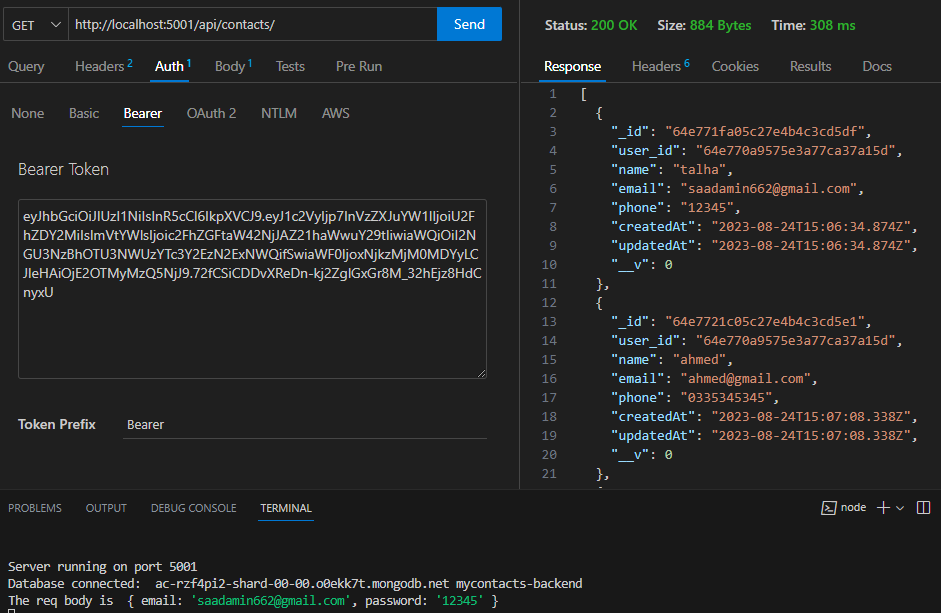 GET
http://localhost:5001/api/contacts/
Send
Query
Headers 2
Auth 1
Body 1
Tests
Pre Run
None
Basic
Bearer
OAuth 2
NTLM
AWS
Bearer Token
Token Prefix
Bearer
Status: 200 OK
Size: 884 Bytes
Time: 308 ms
Response
Headers 6
Cookies
Results
Docs
1 [
2 {
3 "_id": "64e771fa05c27e4b4c3cd5df",
4 "user_id": "64e770a9575e3a77ca37a15d",
5 "name": "talha",
6 "email": "saadamin662@gmail.com",
7 "phone": "12345",
8 "createdAt": "2023-08-24T15:06:34.874Z",
9 "updatedAt": "2023-08-24T15:06:34.874Z",
10 "__v": 0
11 },
12 {
13 "_id": "64e7721c05c27e4b4c3cd5e1",
14 "user_id": "64e770a9575e3a77ca37a15d",
15 "name": "ahmed",
16 "email": "ahmed@gmail.com",
17 "phone": "0335345345",
18 "createdAt": "2023-08-24T15:07:08.338Z",
19 "updatedAt": "2023-08-24T15:07:08.338Z",
20 "__v": 0
21 },
PROBLEMS
OUTPUT
DEBUG CONSOLE
TERMINAL
node
Server running on port 5001
Database connected: ac-rzf4pi2-shard-00-00.o0ekk7t.mongodb.net mycontacts-backend
The req body is { email: 'saadamin662@gmail.com', password: '12345' }